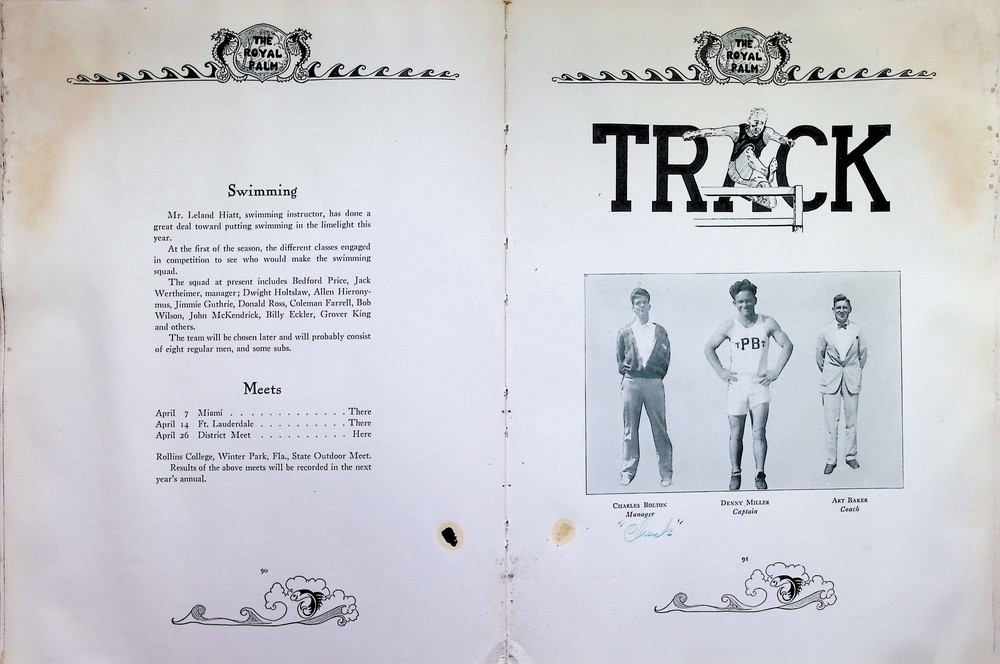 THE
ROYAL
PALM
Swimming
Mr. Leland Hiatt, swimming instructor, has done a
great deal toward putting swimming in the limelight this
year.
At the first of the season, the different classes engaged
in competition to see who would make the swimming
squad.
The squad at present includes Bedford Price, Jack
Wertheimer, manager; Dwight Holtslaw, Allen Hierony-
mus, Jimmie Guthrie, Donald Ross, Coleman Farrell, Bob
Wilson, John McKendrick, Billy Eckler, Grover King
and others.
The team will be chosen later and will probably consist
of eight regular men, and some subs.
Meets
April 7 Miami . . . . . . . . . . . . . There
April 14 Ft. Lauderdale . . . . . . . . . . There
April 26 District Meet . . . . . . . . . . Here
Rollins College, Winter Park, Fla., State Outdoor Meet.
Results of the above meets will be recorded in the next
year's annual.
90
THE
ROYAL
PALM
TRACK
TPBT
Charles Bolton
Manager
"Chuck"
Denny Miller
Captain
Art Baker
Coach
91